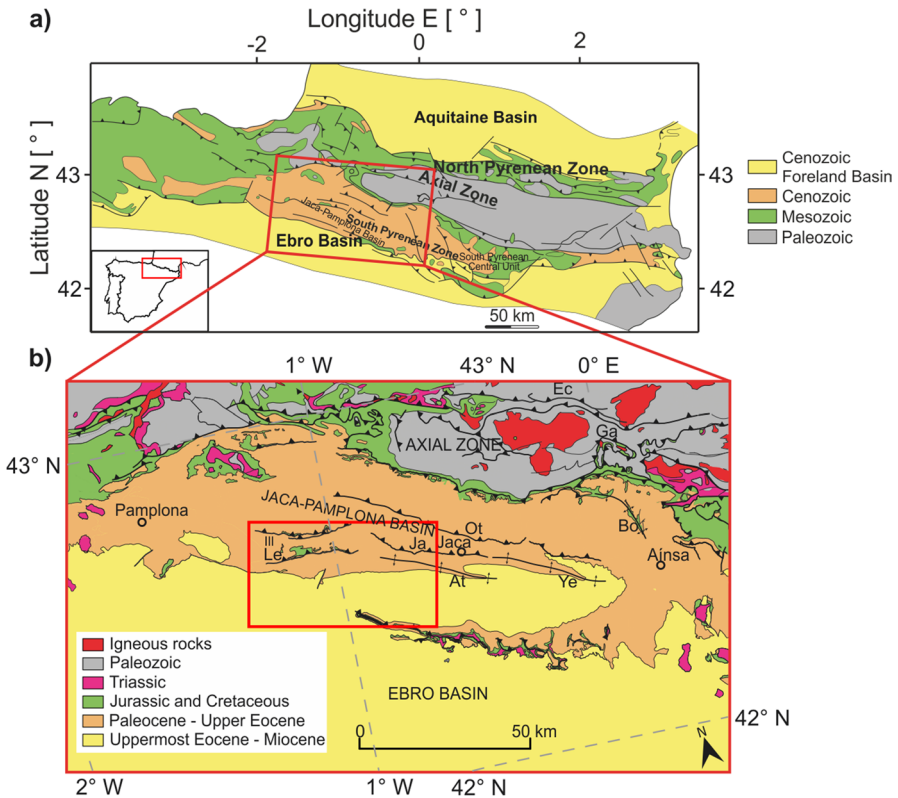 a)
Longitude E [ ° ]
-2
0
2
Latitude N [ ° ]
43
42
Aquitaine Basin
North Pyrenean Zone
Axial Zone
Jaca-Pamplona Basin
South Pyrenean Zone
Ebro Basin
South Pyrenean
Central Unit
50 km
Cenozoic
Foreland Basin
Cenozoic
Mesozoic
Paleozoic
b)
1° W
43° N
0° E
43° N
Ec
AXIAL ZONE
Ga
JACA-PAMPLONA BASIN
Pamplona
Ot
Bo
Ill
Le
Ja
Jaca
Ainsa
At
Ye
Igneous rocks
Paleozoic
Triassic
Jurassic and Cretaceous
Paleocene - Upper Eocene
Uppermost Eocene - Miocene
EBRO BASIN
0
50 km
N
42° N
2° W
1° W
42° N